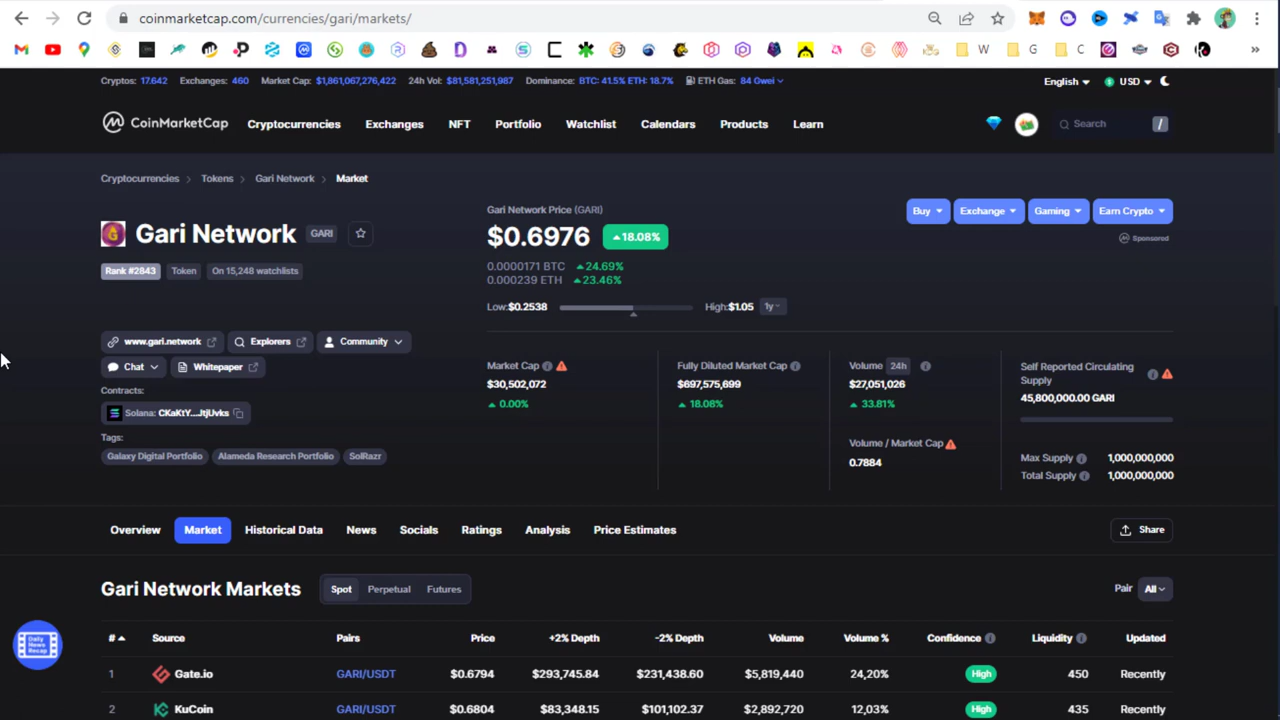 coinmarketcap.com/currencies/gari/markets/
W G C
Cryptos: 17.642 Exchanges: 460 Market Cap: $1,861,067,276,422 24h Vol: $81,581,251,987 Dominance: BTC: 41.5% ETH: 18.7% ETH Gas: 84 Gwei English USD
CoinMarketCap Cryptocurrencies Exchanges NFT Portfolio Watchlist Calendars Products Learn Search /
Cryptocurrencies Tokens Gari Network Market
Gari Network Price (GARI)
Buy Exchange Gaming Earn Crypto
Gari Network GARI
$0.6976 18.08%
Sponsored
Rank #2843 Token On 15,248 watchlists
0.0000171 BTC 24.69%
0.000239 ETH 23.46%
Low:$0.2538 High:$1.05 1y
www.gari.network Explorers Community
Chat Whitepaper
Contracts:
Solana: CKaKtY...JtjUvks
Tags:
Galaxy Digital Portfolio Alameda Research Portfolio SolRazr
Market Cap
$30,502,072
0.00%
Fully Diluted Market Cap
$697,575,699
18.08%
Volume 24h
$27,051,026
33.81%
Volume / Market Cap
0.7884
Self Reported Circulating
Supply
45,800,000.00 GARI
Max Supply 1,000,000,000
Total Supply 1,000,000,000
Overview Market Historical Data News Socials Ratings Analysis Price Estimates Share
Gari Network Markets Spot Perpetual Futures Pair All
Daily
News
Recap
# Source Pairs Price +2% Depth -2% Depth Volume Volume % Confidence Liquidity Updated
1 Gate.io GARI/USDT $0.6794 $293,745.84 $231,438.60 $5,819,440 24,20% High 450 Recently
2 KuCoin GARI/USDT $0.6804 $83,348.15 $101,102.37 $2,892,720 12,03% High 435 Recently